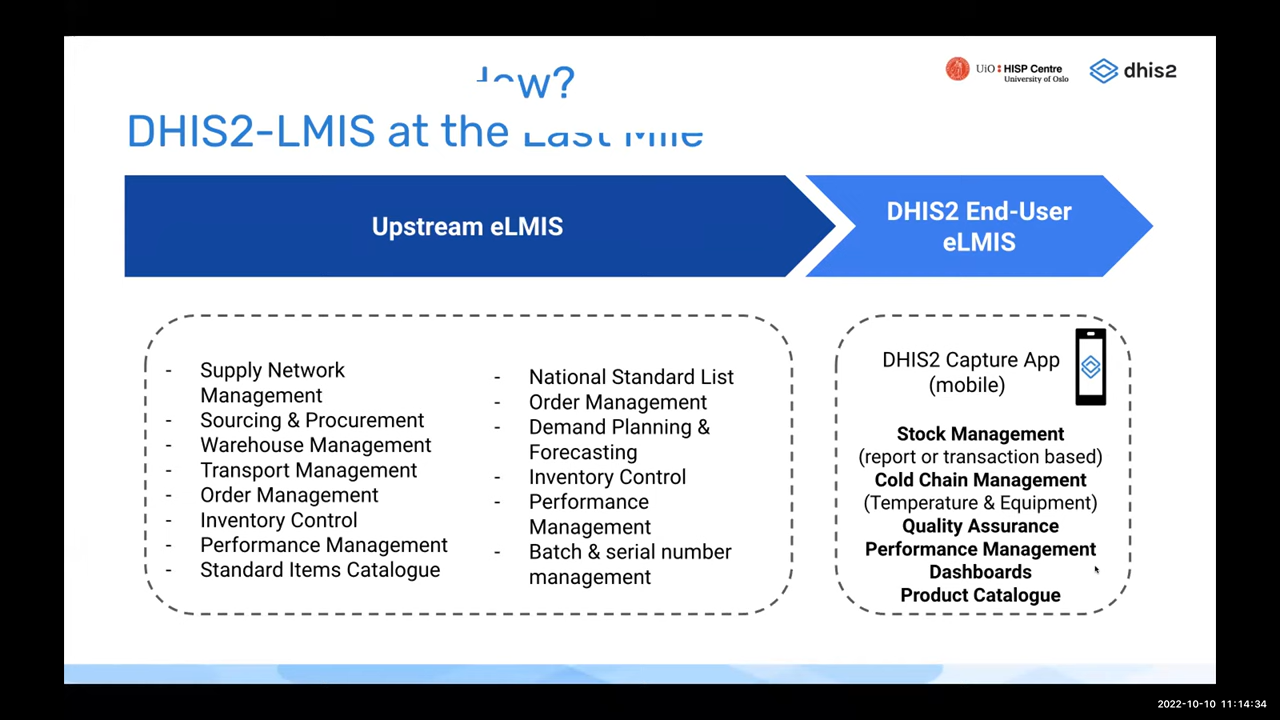 DHIS2-LMIS at the Last Mile
UiO HISP Centre
University of Oslo
dhis2
Upstream eLMIS
DHIS2 End-User
eLMIS
- Supply Network
Management
- Sourcing & Procurement
- Warehouse Management
- Transport Management
- Order Management
- Inventory Control
- Performance Management
- Standard Items Catalogue
- National Standard List
- Order Management
- Demand Planning &
Forecasting
- Inventory Control
- Performance
Management
- Batch & serial number
management
DHIS2 Capture App
(mobile)
Stock Management
(report or transaction based)
Cold Chain Management
(Temperature & Equipment)
Quality Assurance
Performance Management
Dashboards
Product Catalogue
2022-10-10 11:14:34